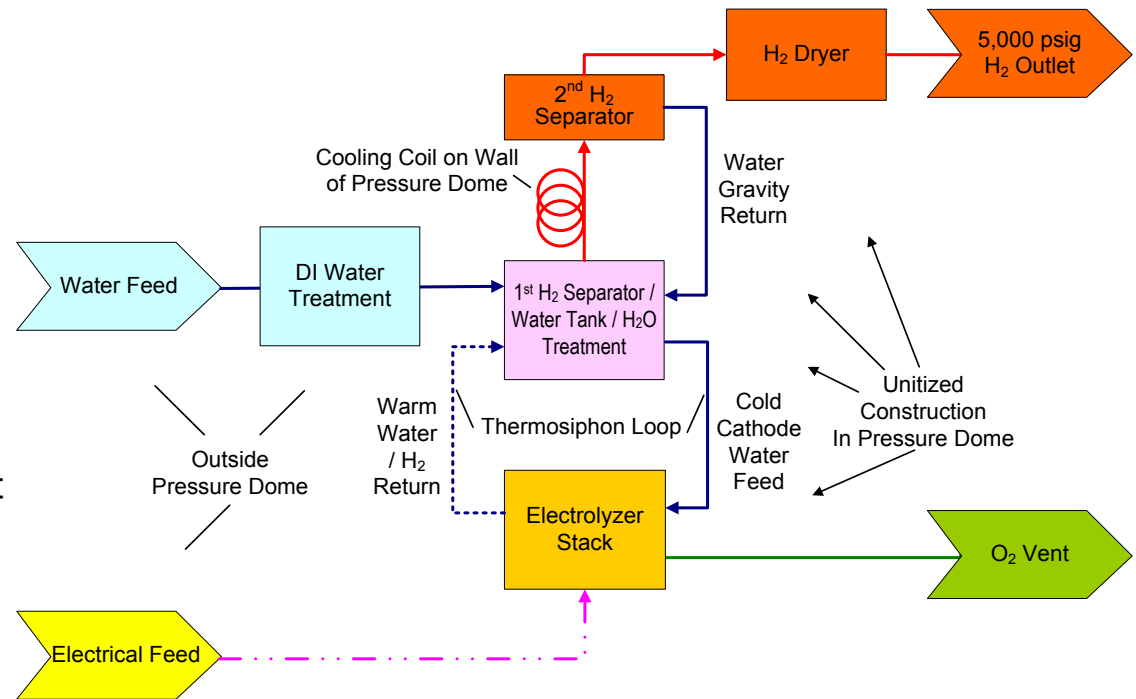 H₂ Dryer
5,000 psig
H₂ Outlet
2ⁿᵈ H₂
Separator
Cooling Coil on Wall
of Pressure Dome
Water
Gravity
Return
Water Feed
DI Water
Treatment
1ˢᵗ H₂ Separator /
Water Tank / H₂O
Treatment
Warm
Water
/ H₂
Return
Thermosiphon Loop
Cold
Cathode
Water
Feed
Unitized
Construction
In Pressure Dome
Outside
Pressure Dome
Electrolyzer
Stack
O₂ Vent
Electrical Feed